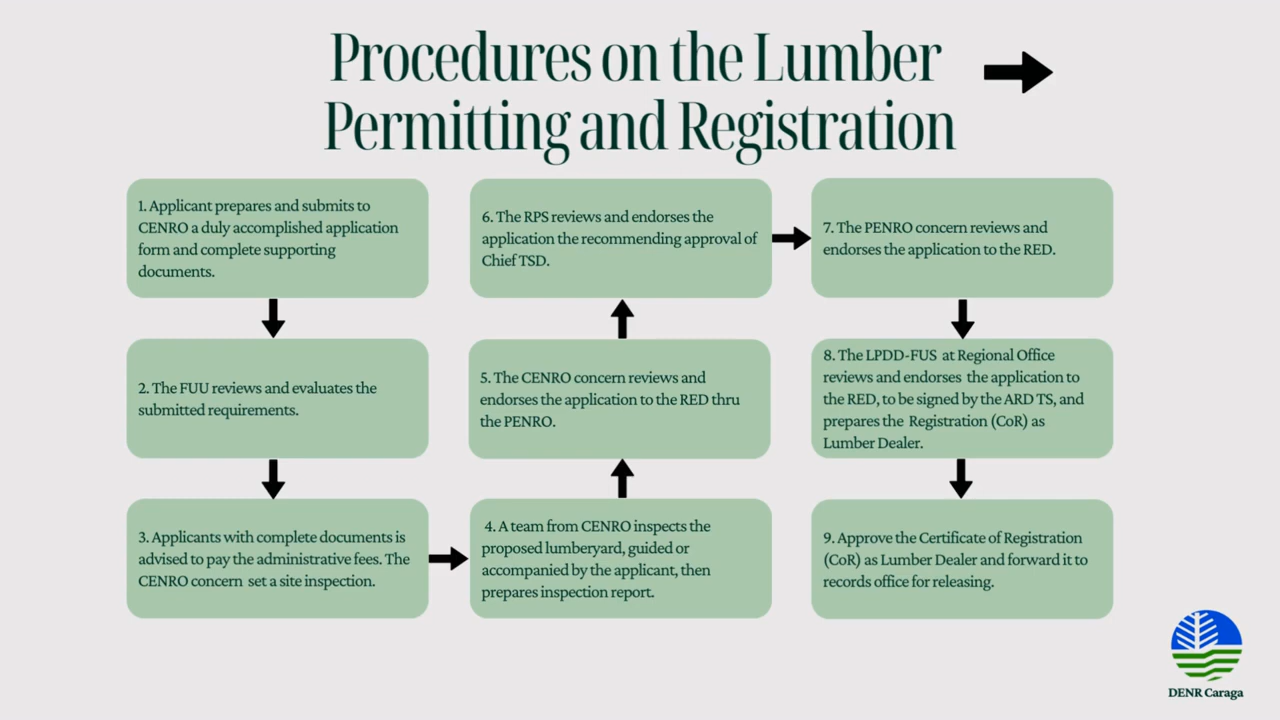 Procedures on the Lumber
Permitting and Registration
1. Applicant prepares and submits to
CENRO a duly accomplished application
form and complete supporting
documents.
2. The FUU reviews and evaluates the
submitted requirements.
3. Applicants with complete documents is
advised to pay the administrative fees. The
CENRO concern set a site inspection.
4. A team from CENRO inspects the
proposed lumberyard, guided or
accompanied by the applicant, then
prepares inspection report.
5. The CENRO concern reviews and
endorses the application to the RED thru
the PENRO.
6. The RPS reviews and endorses the
application the recommending approval of
Chief TSD.
7. The PENRO concern reviews and
endorses the application to the RED.
8. The LPDD-FUS at Regional Office
reviews and endorses the application to
the RED, to be signed by the ARD TS, and
prepares the Registration (CoR) as
Lumber Dealer.
9. Approve the Certificate of Registration
(CoR) as Lumber Dealer and forward it to
records office for releasing.
DENR Caraga